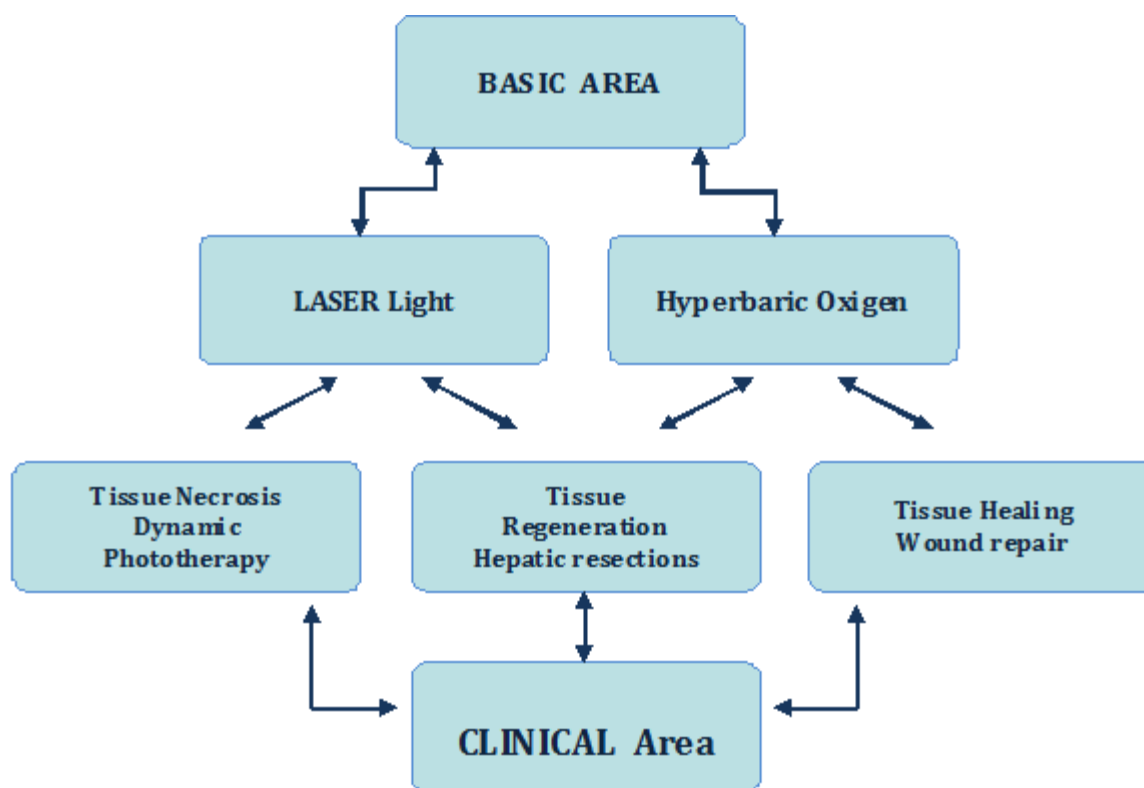 BASIC AREA
LASER Light
Hyperbaric Oxigen
Tissue Necrosis
Dynamic
Phototherapy
Tissue
Regeneration
Hepatic resections
Tissue Healing
Wound repair
CLINICAL Area